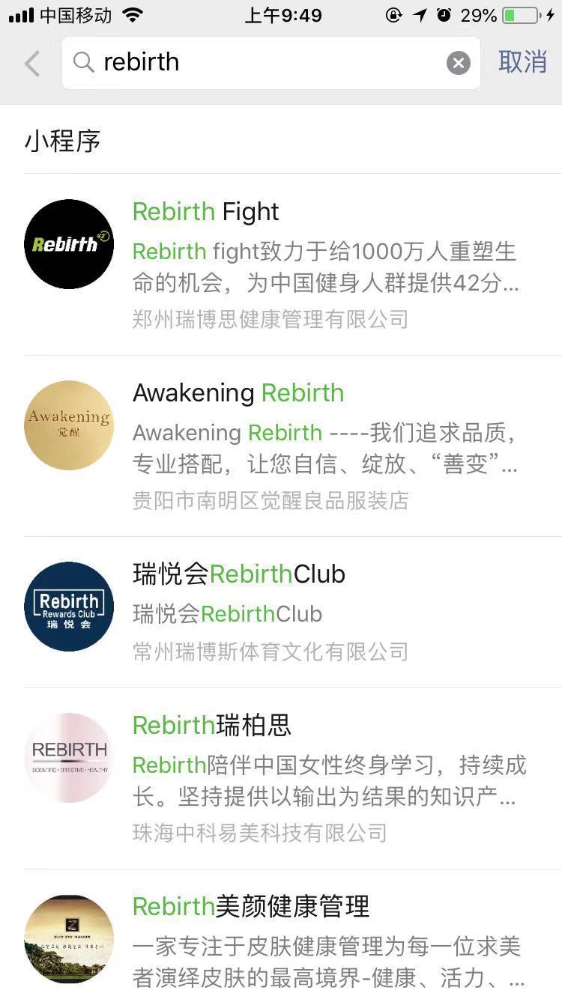 中国移动 上午9:49 29%
rebirth 取消
小程序
Rebirth 42'
Rebirth Fight
Rebirth fight致力于给1000万人重塑生
命的机会，为中国健身人群提供42分...
郑州瑞博思健康管理有限公司
Awakening
觉醒
Awakening Rebirth
Awakening Rebirth ----我们追求品质，
专业搭配，让您自信、绽放、“善变”...
贵阳市南明区觉醒良品服装店
Rebirth
Rewards Club
瑞悦会
瑞悦会RebirthClub
瑞悦会RebirthClub
常州瑞博斯体育文化有限公司
REBIRTH
SCIENTIFIC·EFFECTIVE·HEALTHY
Rebirth瑞柏思
Rebirth陪伴中国女性终身学习，持续成
长。坚持提供以输出为结果的知识产...
珠海中科易美科技有限公司
ZUO ZHI MANOR
Rebirth美颜健康管理
一家专注于皮肤健康管理为每一位求美
者演绎皮肤的最高境界-健康、活力、...